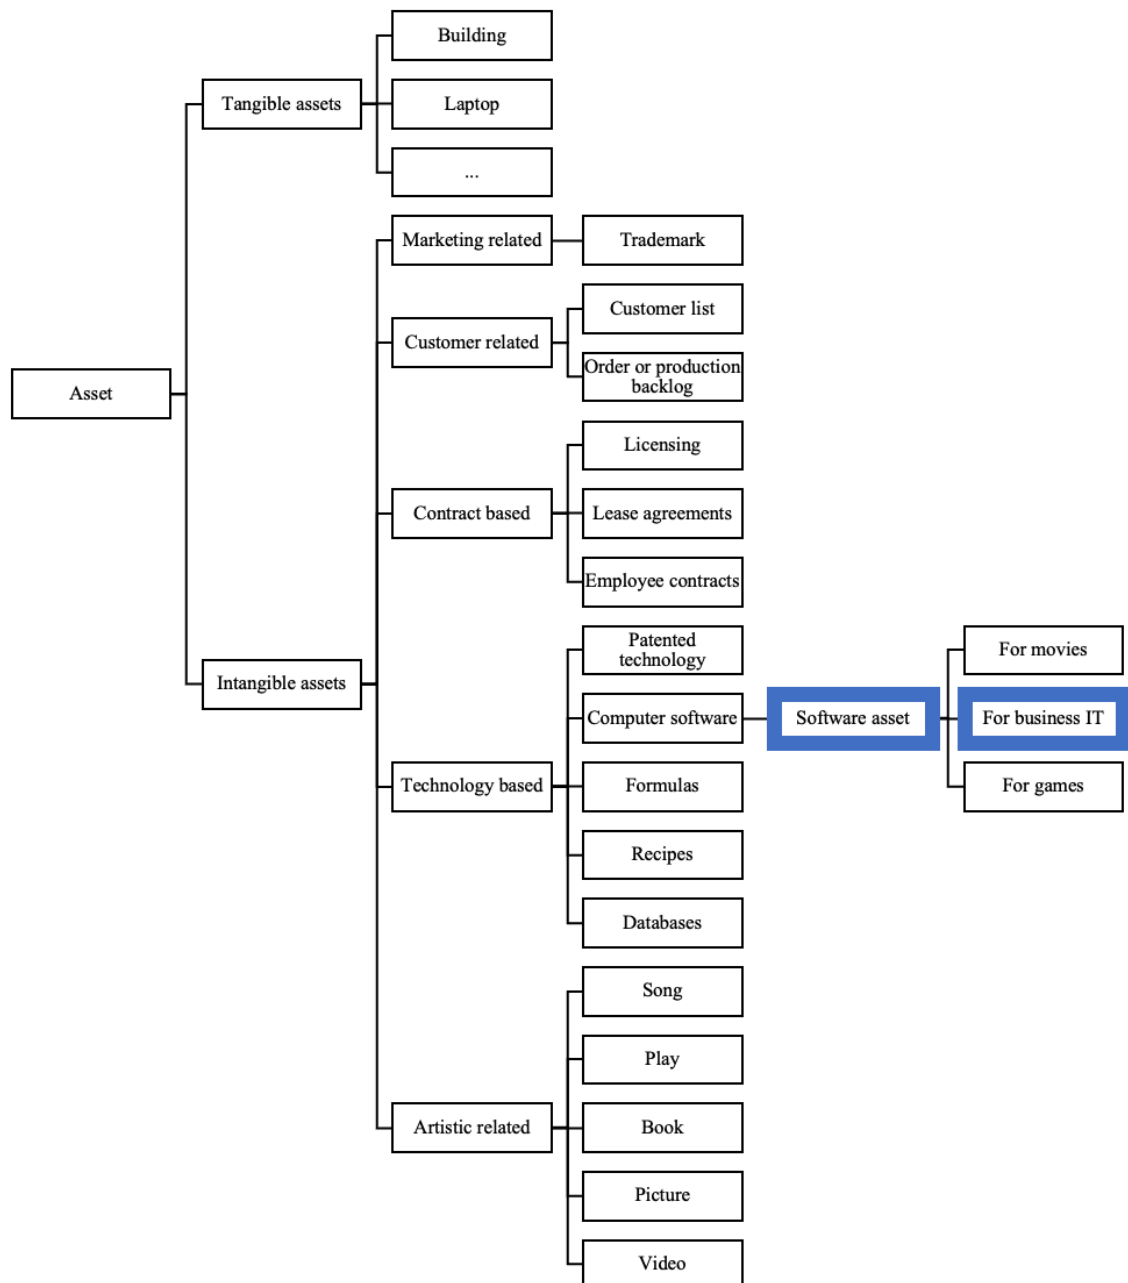 Building
Tangible assets
Laptop
...
Marketing related
Trademark
Customer list
Customer related
Order or production
backlog
Asset
Licensing
Contract based
Lease agreements
Employee contracts
Patented
technology
For movies
Intangible assets
Computer software
Software asset
For business IT
Technology based
Formulas
For games
Recipes
Databases
Song
Play
Artistic related
Book
Picture
Video